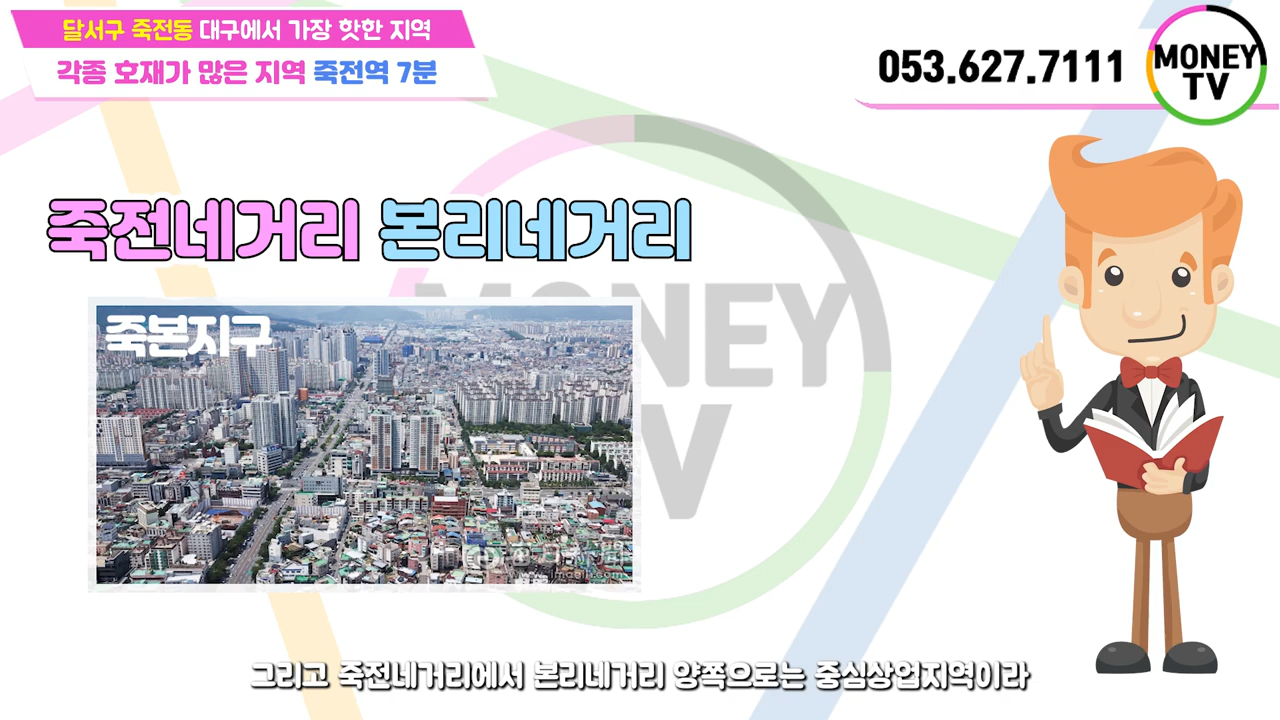 달서구 죽전동 대구에서 가장 핫한 지역
각종 호재가 많은 지역 죽전역 7분
053.627.7111
MONEY
TV
죽전네거리 본리네거리
MONEY
TV
죽본지구
그리고 죽전네거리에서 본리네거리 양쪽으로는 중심상업지역이라